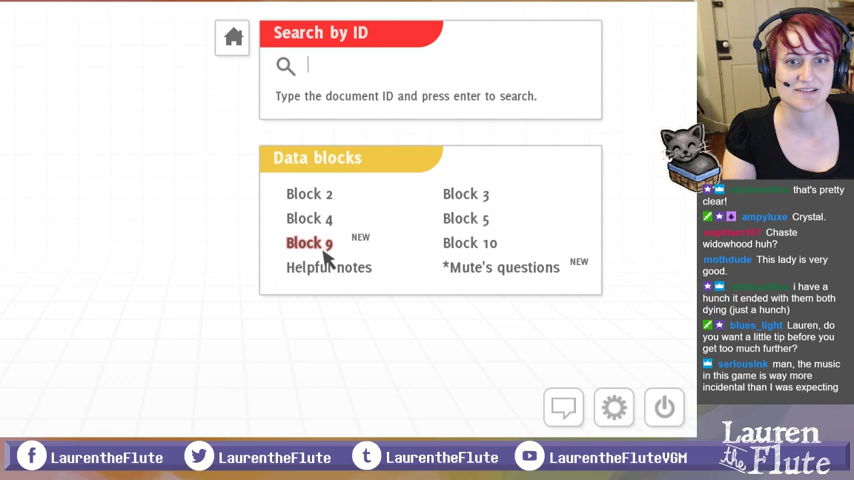 Search by ID
Type the document ID and press enter to search.
Data blocks
Block 2
Block 3
Block 4
Block 5
Block 9
NEW
Block 10
Helpful notes
*Mute's questions
NEW
that's pretty
clear!
ampyluxe Crystal.
Chaste
widowhood huh?
mothdude This lady is very
good.
i have a
hunch it ended with them both
dying (just a hunch)
blues_light Lauren, do
you want a little tip before you
get too much further?
seriousink man, the music
in this game is way more
incidental than I was expecting
LaurentheFlute
LaurentheFlute
LaurentheFlute
LaurentheFluteVGM
Lauren
the Flute